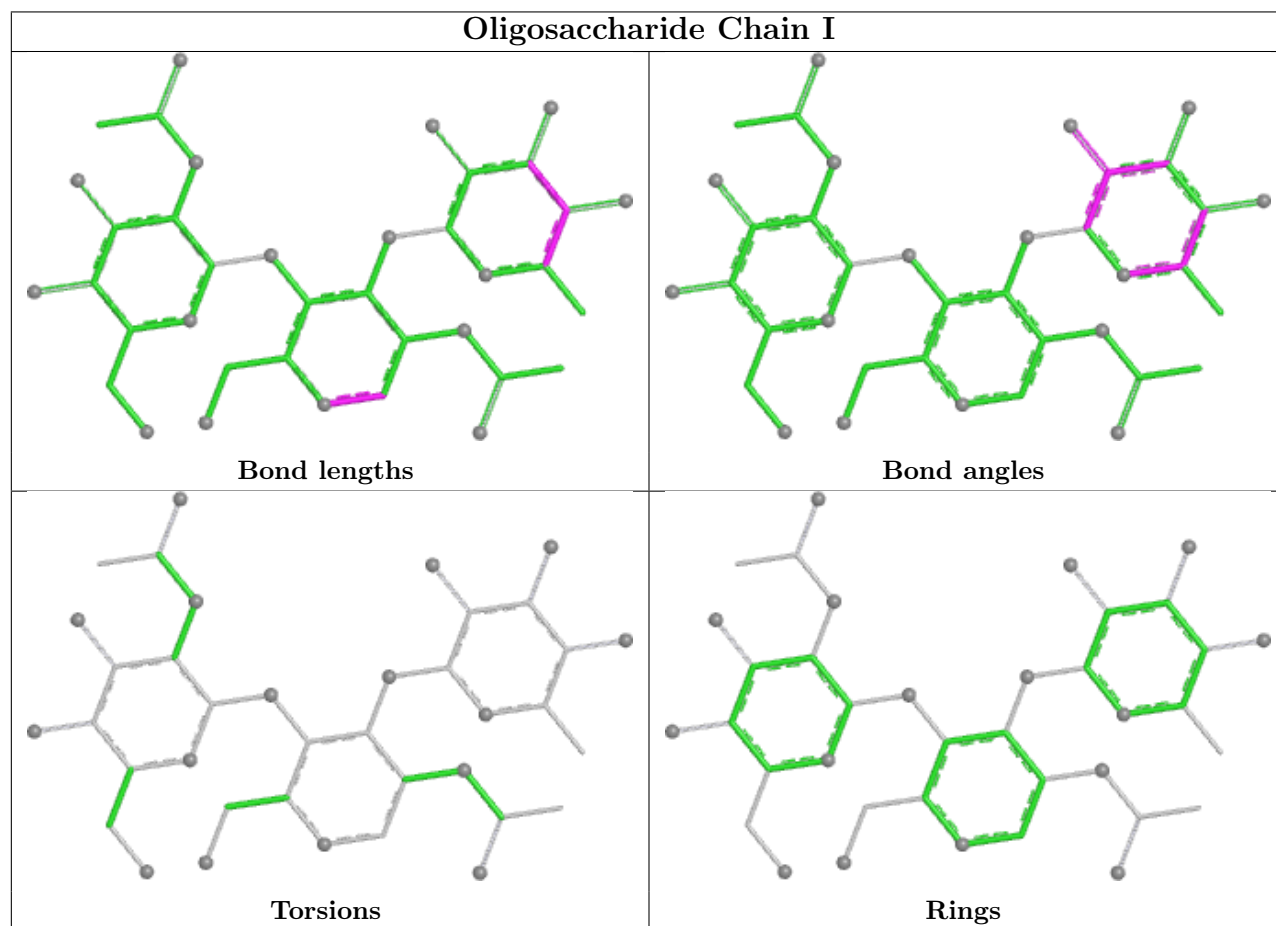 Oligosaccharide Chain I
Bond lengths
Bond angles
Torsions
Rings